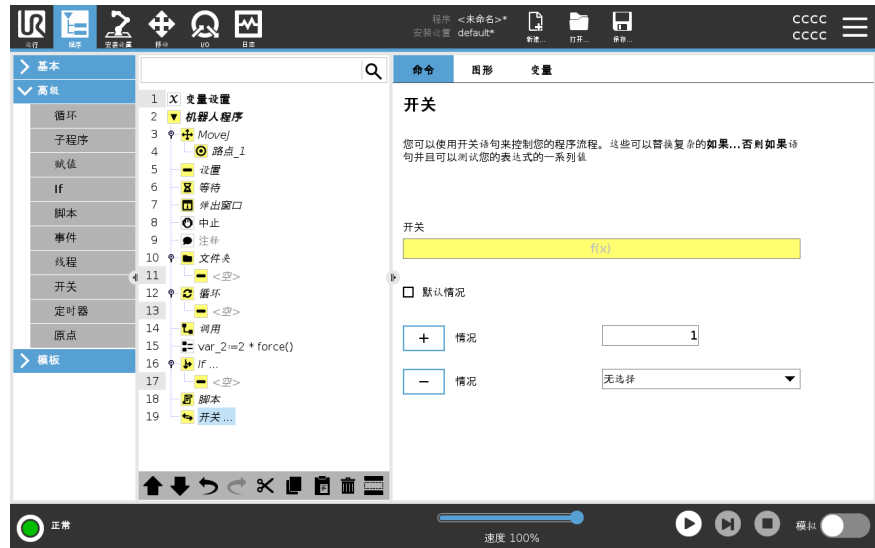 程序 <未命名>*
安装设置 default*
cccc
cccc
运行
程序
安装设置
移动
I/O
日志
新建...
打开...
保存...
基本
高级
循环
子程序
赋值
If
脚本
事件
线程
开关
定时器
原点
模板
1 X 变量设置
2 机器人程序
3 MoveJ
4 路点_1
5 设置
6 等待
7 弹出窗口
8 中止
9 注释
10 文件夹
11 <空>
12 循环
13 <空>
14 调用
15 var_2:=2 * force()
16 If ...
17 <空>
18 脚本
19 开关 ...
命令 图形 变量
开关
您可以使用开关语句来控制您的程序流程。这些可以替换复杂的如果...否则如果语
句并且可以测试您的表达式的一系列值
开关
f(x)
默认情况
+ 情况 1
− 情况 无选择
正常
速度 100%
模拟